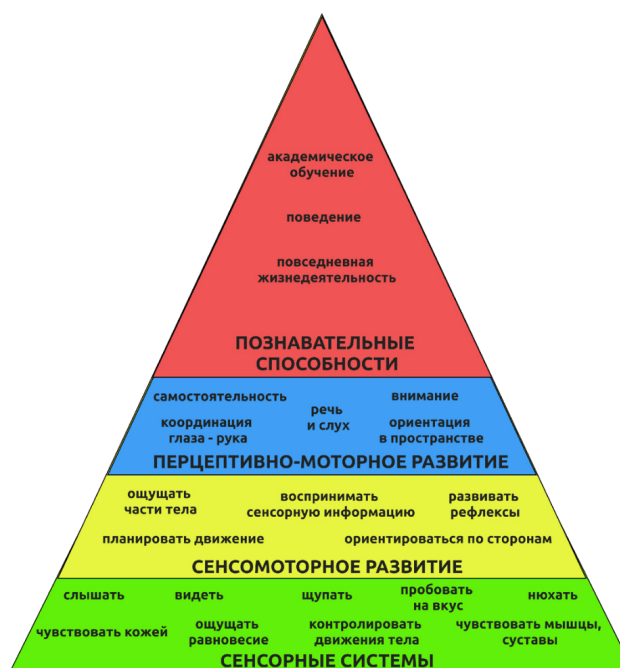 академическое
обучение
поведение
повседневная
жизнедеятельность
ПОЗНАВАТЕЛЬНЫЕ
СПОСОБНОСТИ
самостоятельность
речь
и слух
внимание
координация
глаза - рука
ориентация
в пространстве
ПЕРЦЕПТИВНО-МОТОРНОЕ РАЗВИТИЕ
ощущать
части тела
воспринимать
сенсорную информацию
развивать
рефлексы
планировать движение
ориентироваться по сторонам
СЕНСОМОТОРНОЕ РАЗВИТИЕ
слышать
видеть
щупать
пробовать
на вкус
нюхать
чувствовать кожей
ощущать
равновесие
контролировать
движения тела
чувствовать мышцы,
суставы
СЕНСОРНЫЕ СИСТЕМЫ